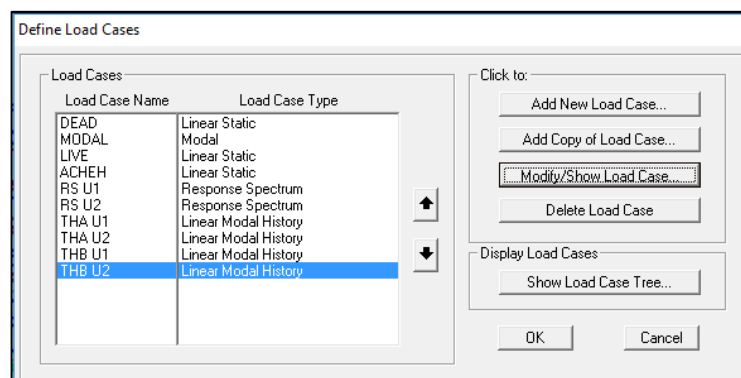 Define Load Cases
Load Cases
Load Case Name Load Case Type
DEAD Linear Static
MODAL Modal
LIVE Linear Static
ACHEH Linear Static
RS U1 Response Spectrum
RS U2 Response Spectrum
THA U1 Linear Modal History
THA U2 Linear Modal History
THB U1 Linear Modal History
THB U2 Linear Modal History
Click to:
Add New Load Case...
Add Copy of Load Case...
Modify/Show Load Case...
Delete Load Case
Display Load Cases
Show Load Case Tree...
OK Cancel